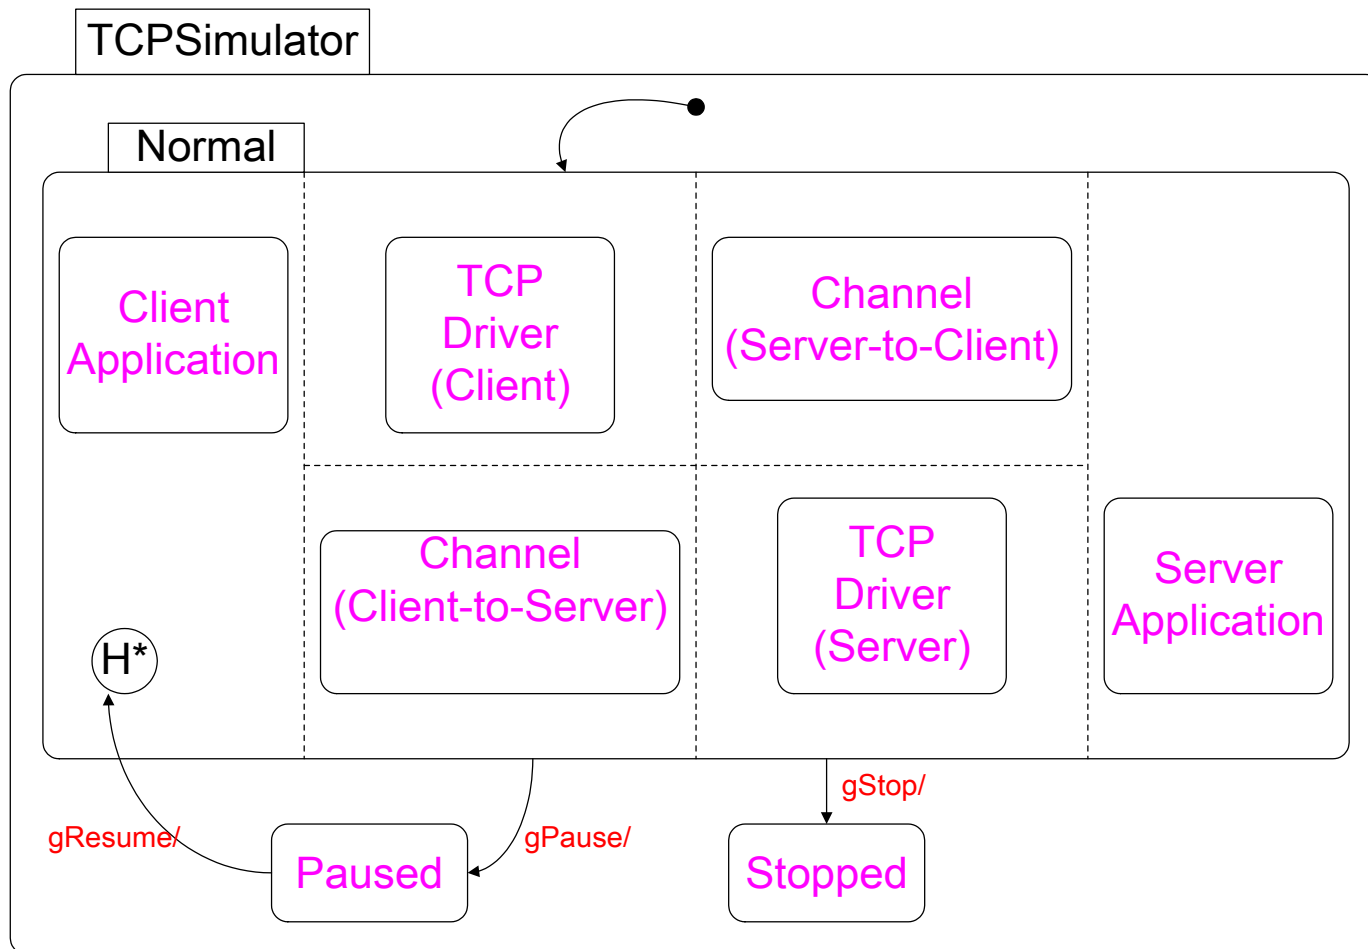 TCPSimulator
Normal
Client
Application
TCP
Driver
(Client)
Channel
(Server-to-Client)
Channel
(Client-to-Server)
TCP
Driver
(Server)
Server
Application
H*
gResume/
gPause/
gStop/
Paused
Stopped